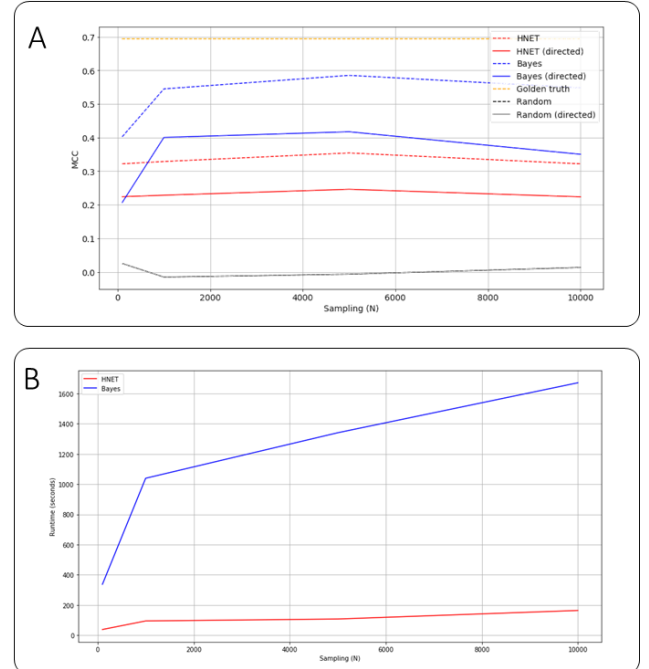 A
0.7
0.6
0.5
0.4
0.3
0.2
0.1
0.0
MCC
HNET
HNET (directed)
Bayes
Bayes (directed)
Golden truth
Random
Random (directed)
0 2000 4000 6000 8000 10000
Sampling (N)
B
HNET
Bayes
1600
1400
1200
1000
800
600
400
200
0
Runtime (seconds)
0 2000 4000 6000 8000 10000
Sampling (N)